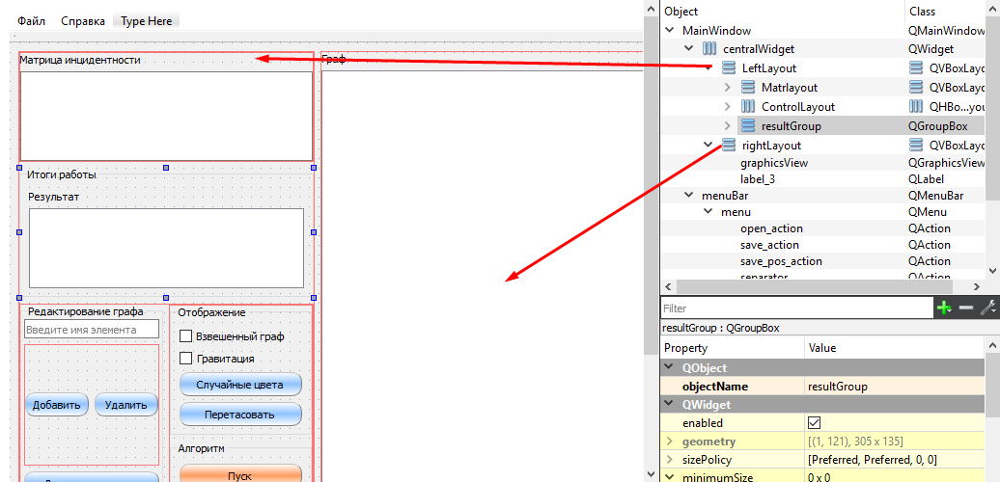 Файл Справка Type Here
Матрица инцидентности
Граф
Итоги работы
Результат
Редактирование графа
Введите имя элемента
Добавить Удалить
Отображение
Взвешенный граф
Гравитация
Случайные цвета
Перетасовать
Алгоритм
Пуск
Object Class
MainWindow QMainWindow
centralWidget QWidget
LeftLayout QVBoxLayo
Matrlayout QVBoxLayo
ControlLayout QHBo...you
resultGroup QGroupBox
rightLayout QVBoxLayo
graphicsView QGraphicsView
label_3 QLabel
menuBar QMenuBar
menu QMenu
open_action QAction
save_action QAction
save_pos_action QAction
separator QAction
Filter
resultGroup : QGroupBox
Property Value
QObject
objectName resultGroup
QWidget
enabled
geometry [(1, 121), 305 x 135]
sizePolicy [Preferred, Preferred, 0, 0]
minimumSize 0 x 0